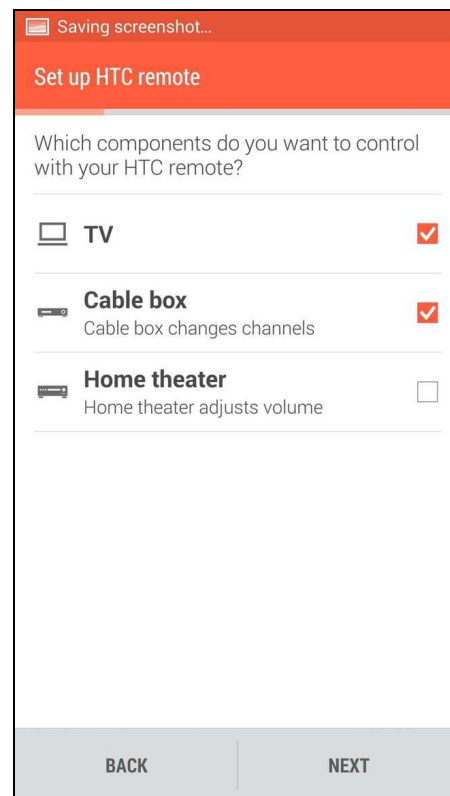 Saving screenshot...
Set up HTC remote
Which components do you want to control
with your HTC remote?
TV
Cable box
Cable box changes channels
Home theater
Home theater adjusts volume
BACK
NEXT